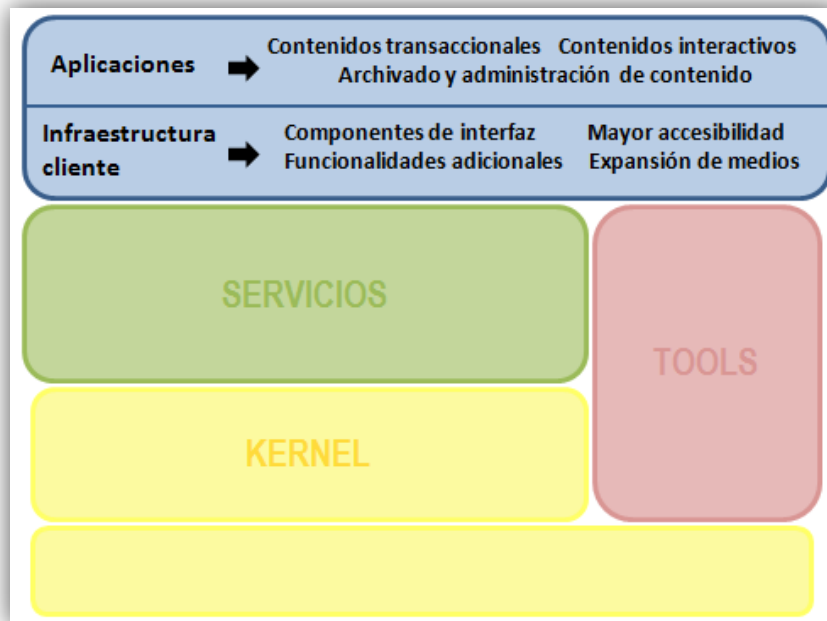 Aplicaciones
Contenidos transaccionales Contenidos interactivos
Archivado y administración de contenido
Infraestructura
cliente
Componentes de interfaz Mayor accesibilidad
Funcionalidades adicionales Expansión de medios
SERVICIOS
TOOLS
KERNEL